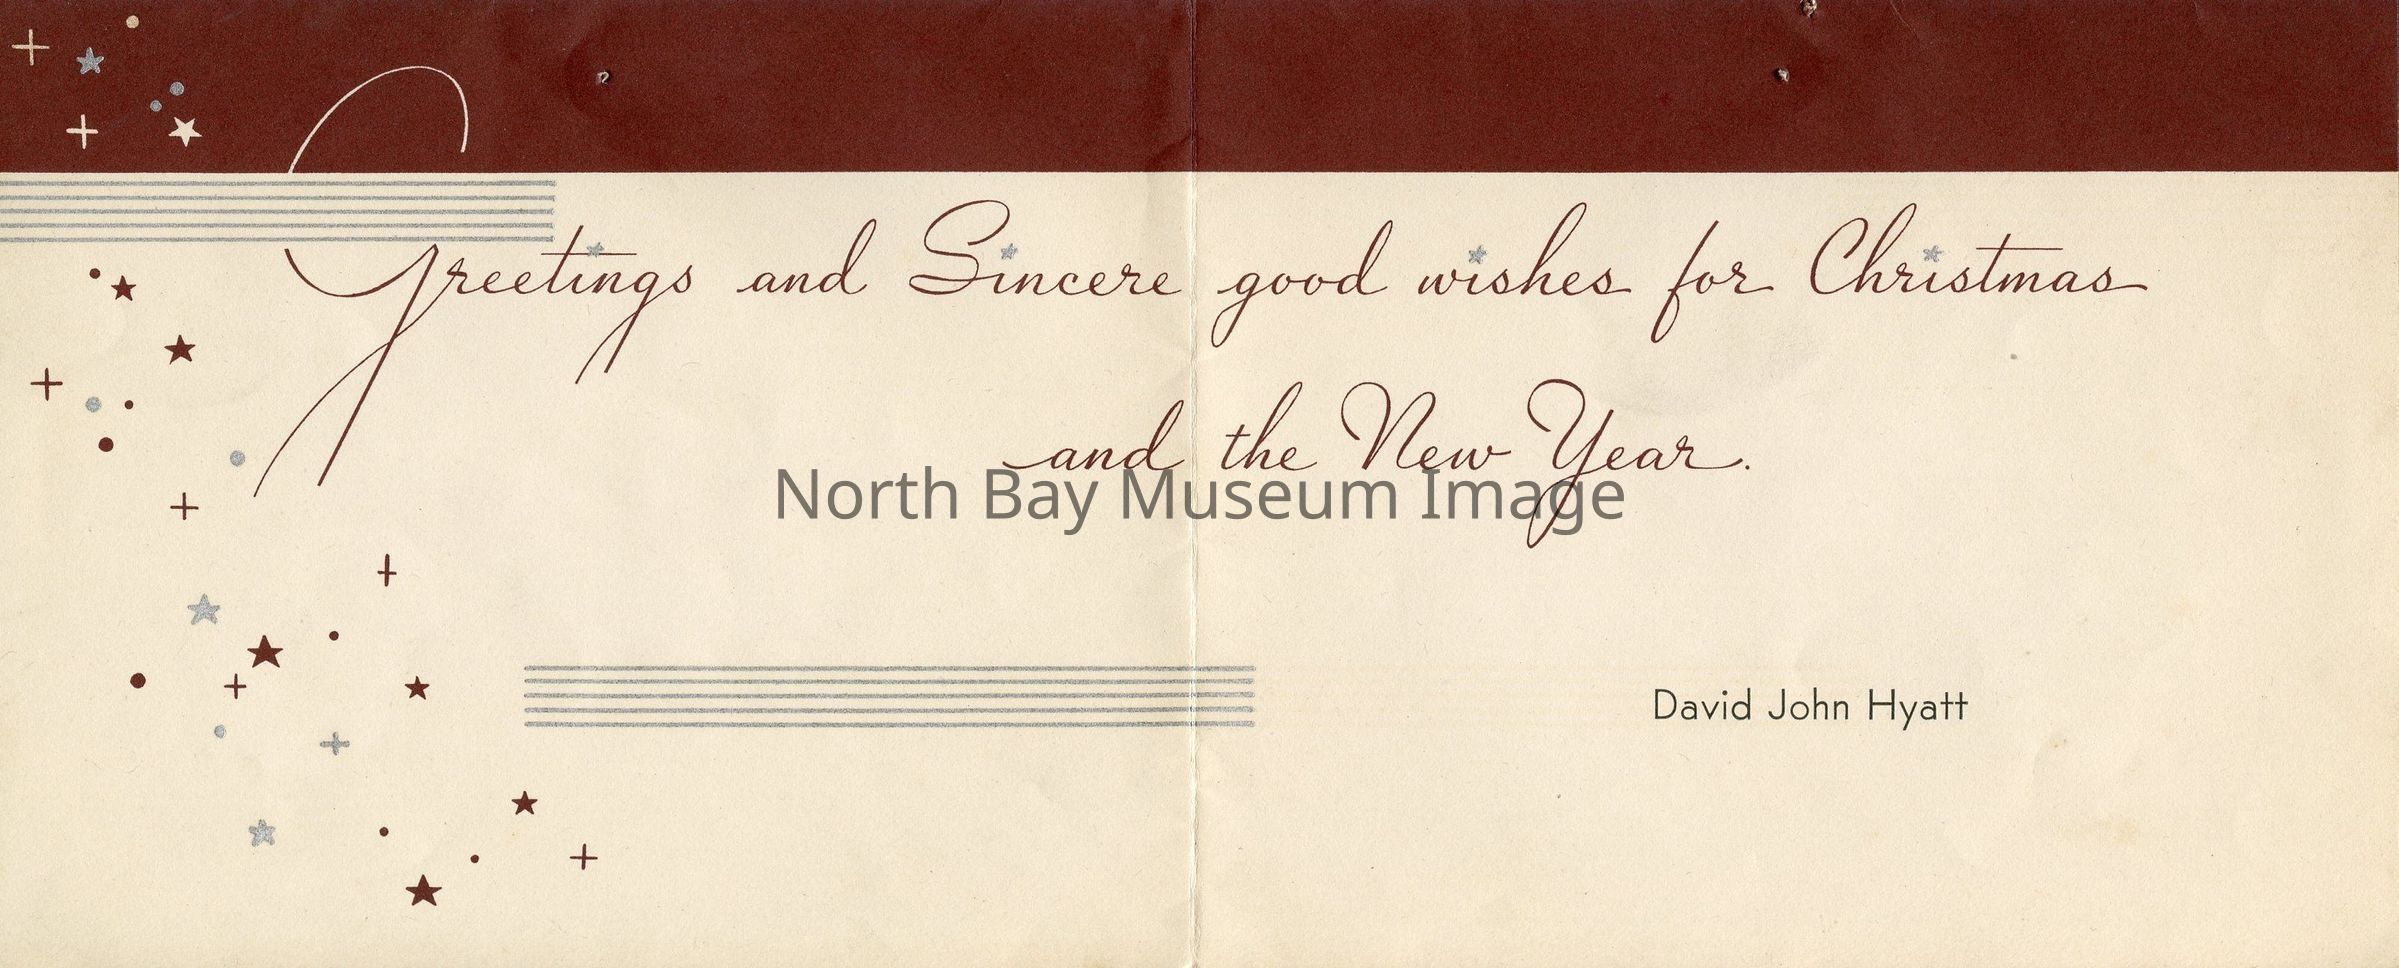 Greetings and Sincere good wishes for Christmas
and the New Year.
North Bay Museum Image
David John Hyatt